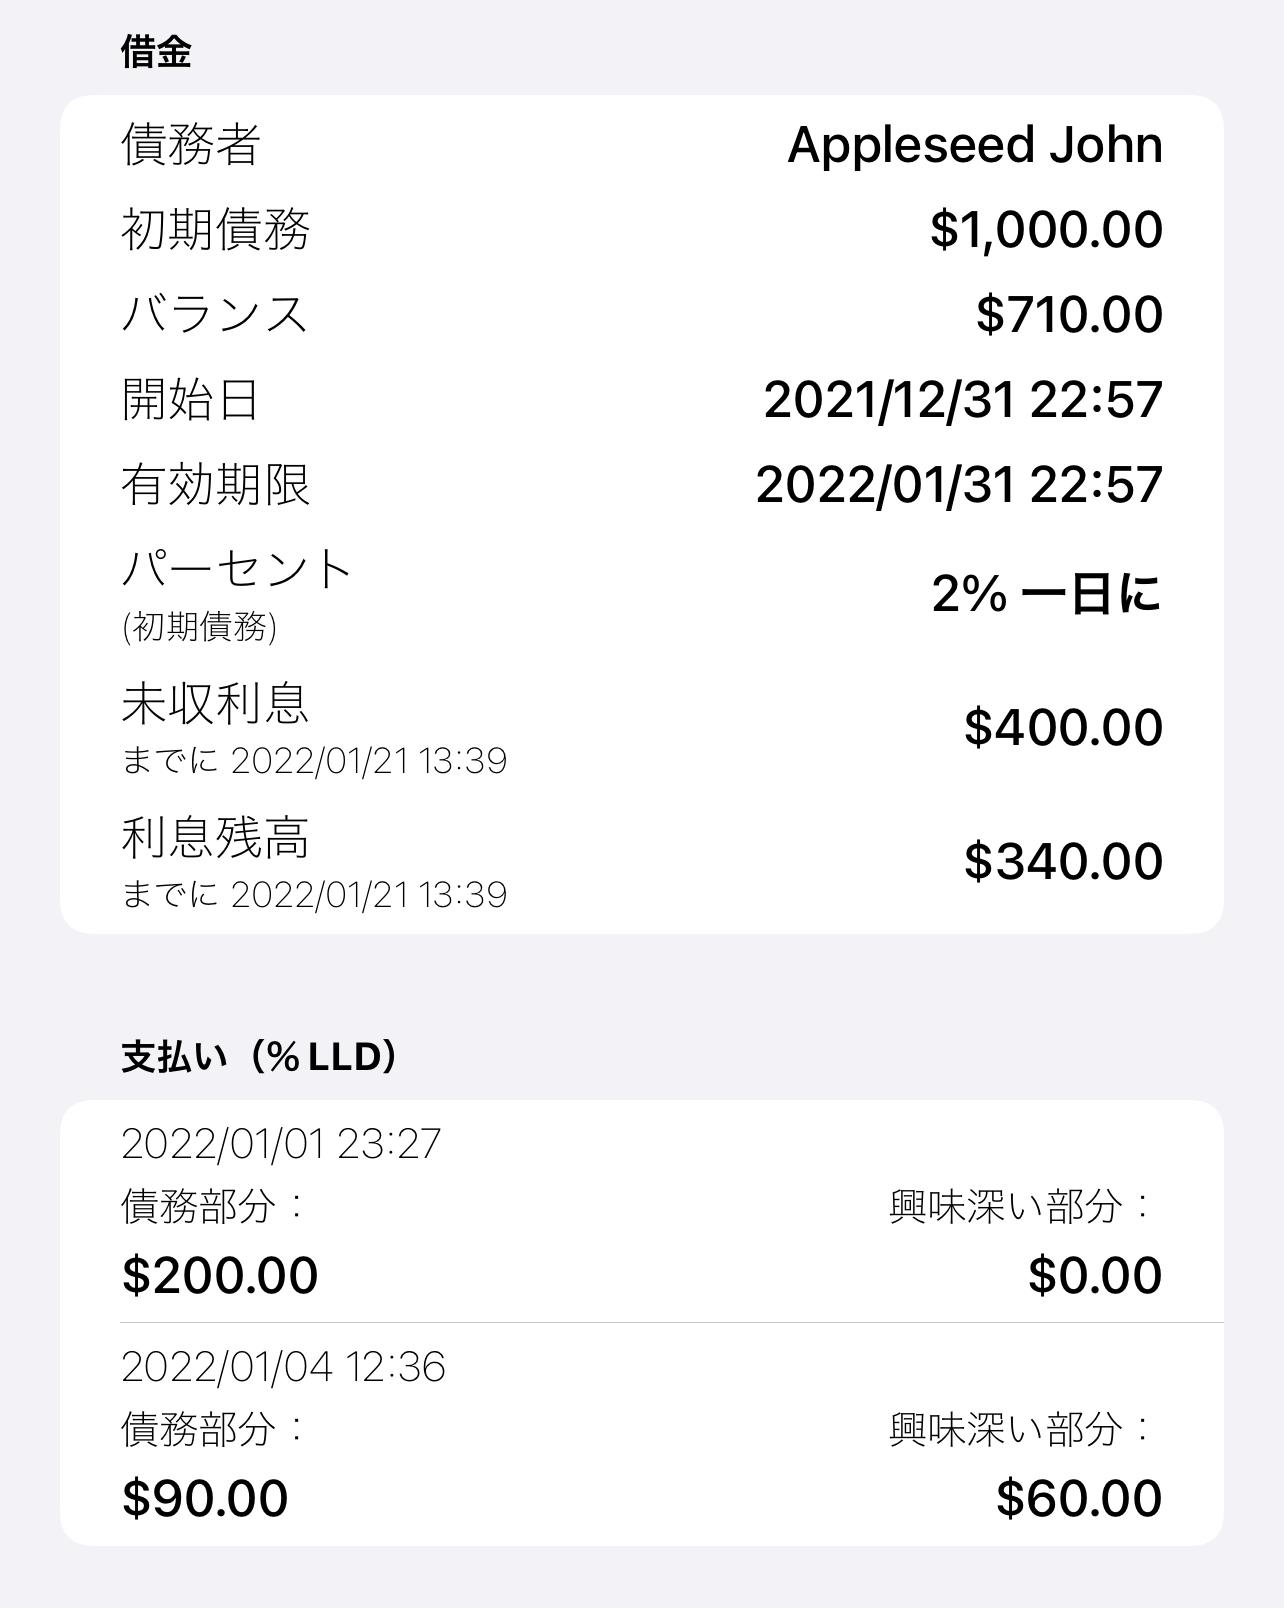 借金
債務者 Appleseed John
初期債務 $1,000.00
バランス $710.00
開始日 2021/12/31 22:57
有効期限 2022/01/31 22:57
パーセント
(初期債務)
2% 一日に
未収利息
までに 2022/01/21 13:39
$400.00
利息残高
までに 2022/01/21 13:39
$340.00
支払い（% LLD）
2022/01/01 23:27
債務部分： 興味深い部分：
$200.00 $0.00
2022/01/04 12:36
債務部分： 興味深い部分：
$90.00 $60.00